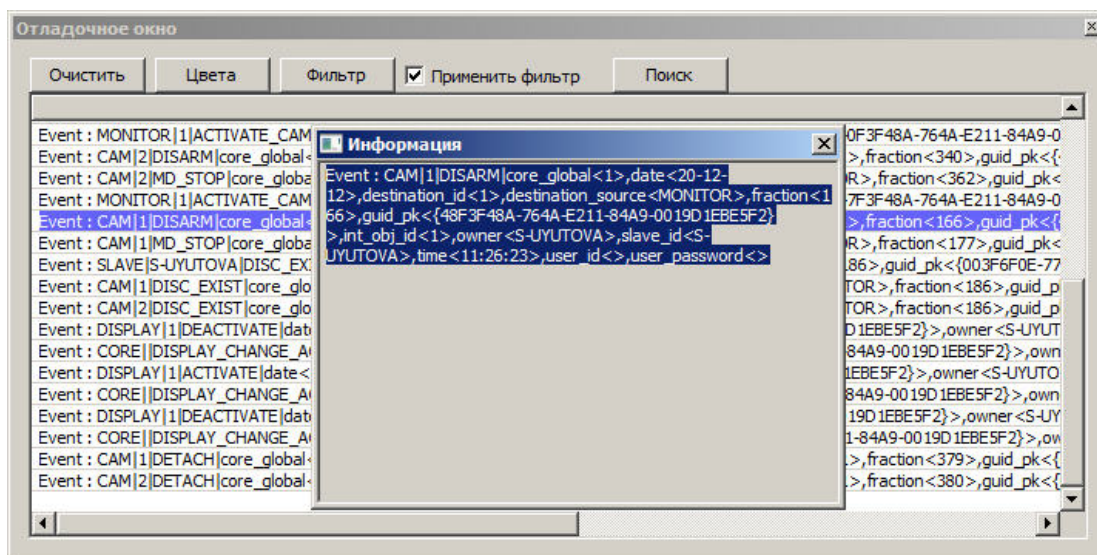 Отладочное окно
Очистить Цвета Фильтр Применить фильтр Поиск
Event : MONITOR|1|ACTIVATE_CAM 0F3F48A-764A-E211-84A9-0
Event : CAM|2|DISARM|core_global< >,fraction<340>,guid_pk<{
Event : CAM|2|MD_STOP|core_globa R>,fraction<362>,guid_pk<
Event : MONITOR|1|ACTIVATE_CAM 7F3F48A-764A-E211-84A9-0
Event : CAM|1|DISARM|core_global< >,fraction<166>,guid_pk<{
Event : CAM|1|MD_STOP|core_globa R>,fraction<177>,guid_pk<
Event : SLAVE|S-UYUTOVA|DISC_EX 86>,guid_pk<{003F6F0E-77
Event : CAM|1|DISC_EXIST|core_glo TOR>,fraction<186>,guid_p
Event : CAM|2|DISC_EXIST|core_glo TOR>,fraction<186>,guid_p
Event : DISPLAY|1|DEACTIVATE|dat D1EBE5F2}>,owner<S-UYUT
Event : CORE||DISPLAY_CHANGE_A 84A9-0019D1EBE5F2}>,own
Event : DISPLAY|1|ACTIVATE|date< 1EBE5F2}>,owner<S-UYUTO
Event : CORE||DISPLAY_CHANGE_A 84A9-0019D1EBE5F2}>,own
Event : DISPLAY|1|DEACTIVATE|dat 19D1EBE5F2}>,owner<S-UY
Event : CORE||DISPLAY_CHANGE_A 1-84A9-0019D1EBE5F2}>,ow
Event : CAM|1|DETACH|core_global< >,fraction<379>,guid_pk<{
Event : CAM|2|DETACH|core_global< >,fraction<380>,guid_pk<{
Информация
Event : CAM|1|DISARM|core_global<1>,date<20-12-
12>,destination_id<1>,destination_source<MONITOR>,fraction<1
66>,guid_pk<{48F3F48A-764A-E211-84A9-0019D1EBE5F2}
>,int_obj_id<1>,owner<S-UYUTOVA>,slave_id<S-
UYUTOVA>,time<11:26:23>,user_id<>,user_password<>